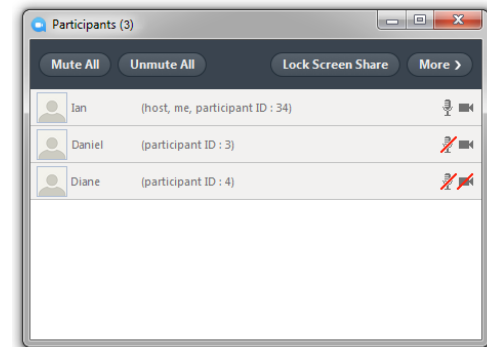 Participants (3)
Mute All Unmute All Lock Screen Share More
Ian (host, me, participant ID : 34)
Daniel (participant ID : 3)
Diane (participant ID : 4)